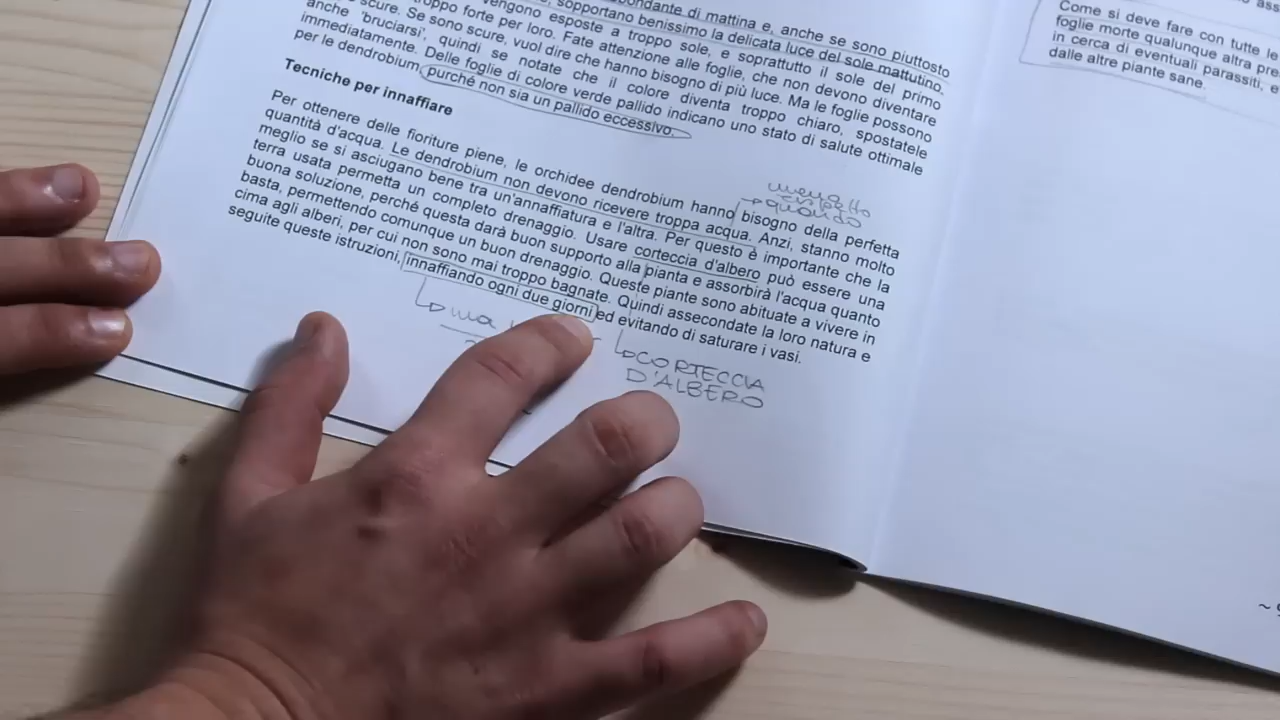 bondante di mattina e, anche se sono piuttosto
sopportano benissimo la delicata luce del sole mattutino.
vengono esposte a troppo sole, e soprattutto il sole del primo
troppo forte per loro. Fate attenzione alle foglie, che non devono diventare
scure. Se sono scure, vuol dire che hanno bisogno di più luce. Ma le foglie possono
anche 'bruciarsi', quindi se notate che il colore diventa troppo chiaro, spostatele
immediatamente. Delle foglie di colore verde pallido indicano uno stato di salute ottimale
per le dendrobium, purché non sia un pallido eccessivo.
Tecniche per innaffiare
Per ottenere delle fioriture piene, le orchidee dendrobium hanno bisogno della perfetta
quantità d'acqua. Le dendrobium non devono ricevere troppa acqua. Anzi, stanno molto
meglio se si asciugano bene tra un'annaffiatura e l'altra. Per questo è importante che la
terra usata permetta un completo drenaggio. Usare corteccia d'albero può essere una
buona soluzione, perché questa darà buon supporto alla pianta e assorbirà l'acqua quanto
basta, permettendo comunque un buon drenaggio. Queste piante sono abituate a vivere in
cima agli alberi, per cui non sono mai troppo bagnate. Quindi assecondate la loro natura e
seguite queste istruzioni, innaffiando ogni due giorni ed evitando di saturare i vasi.
quando
ma
CORTECCIA
D'ALBERO
Come si deve fare con tutte le
foglie morte qualunque altra pre
in cerca di eventuali parassiti, e
dalle altre piante sane.